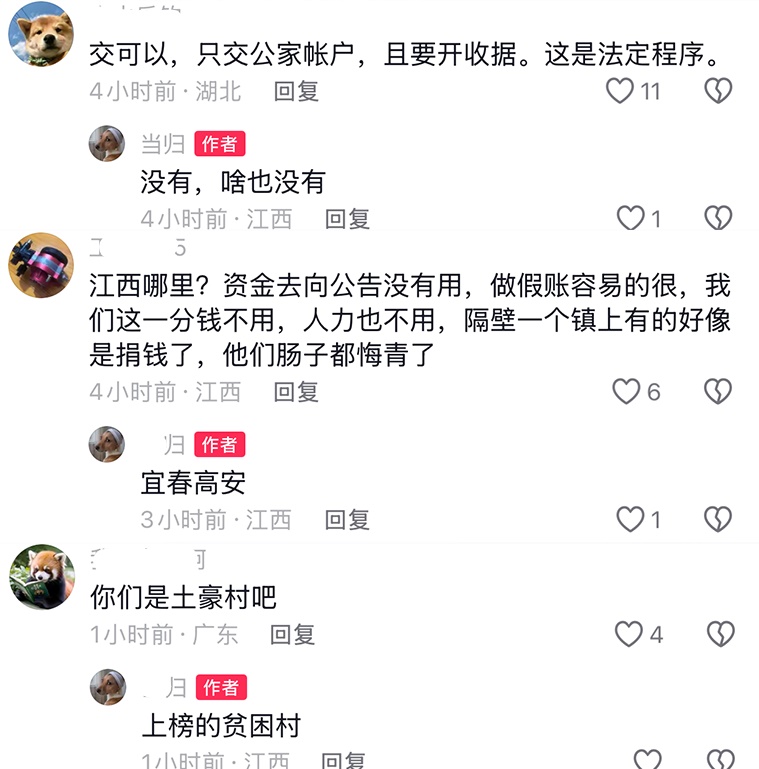 交可以，只交公家帐户，且要开收据。这是法定程序。
4小时前·湖北 回复 11
当归 作者
没有，啥也没有
4小时前·江西 回复 1
5
江西哪里？资金去向公告没有用，做假账容易的很，我
们这一分钱不用，人力也不用，隔壁一个镇上有的好像
是捐钱了，他们肠子都悔青了
4小时前·江西 回复 6
归 作者
宜春高安
3小时前·江西 回复 1
你们是土豪村吧
1小时前·广东 回复 4
归 作者
上榜的贫困村
1小时前·江西 回复